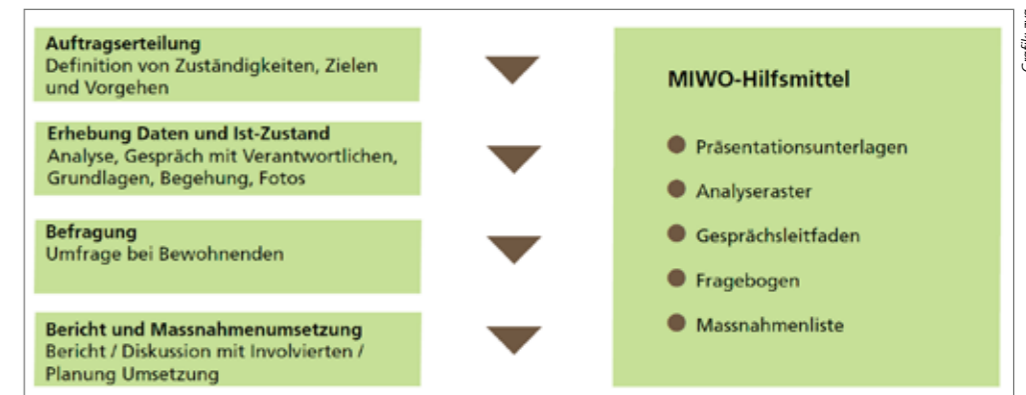 Auftragserteilung
Definition von Zuständigkeiten, Zielen
und Vorgehen
Erhebung Daten und Ist-Zustand
Analyse, Gespräch mit Verantwortlichen,
Grundlagen, Begehung, Fotos
Befragung
Umfrage bei Bewohnenden
Bericht und Massnahmenumsetzung
Bericht / Diskussion mit Involvierten /
Planung Umsetzung
MIWO-Hilfsmittel
Präsentationsunterlagen
Analyseraster
Gesprächsleitfaden
Fragebogen
Massnahmenliste